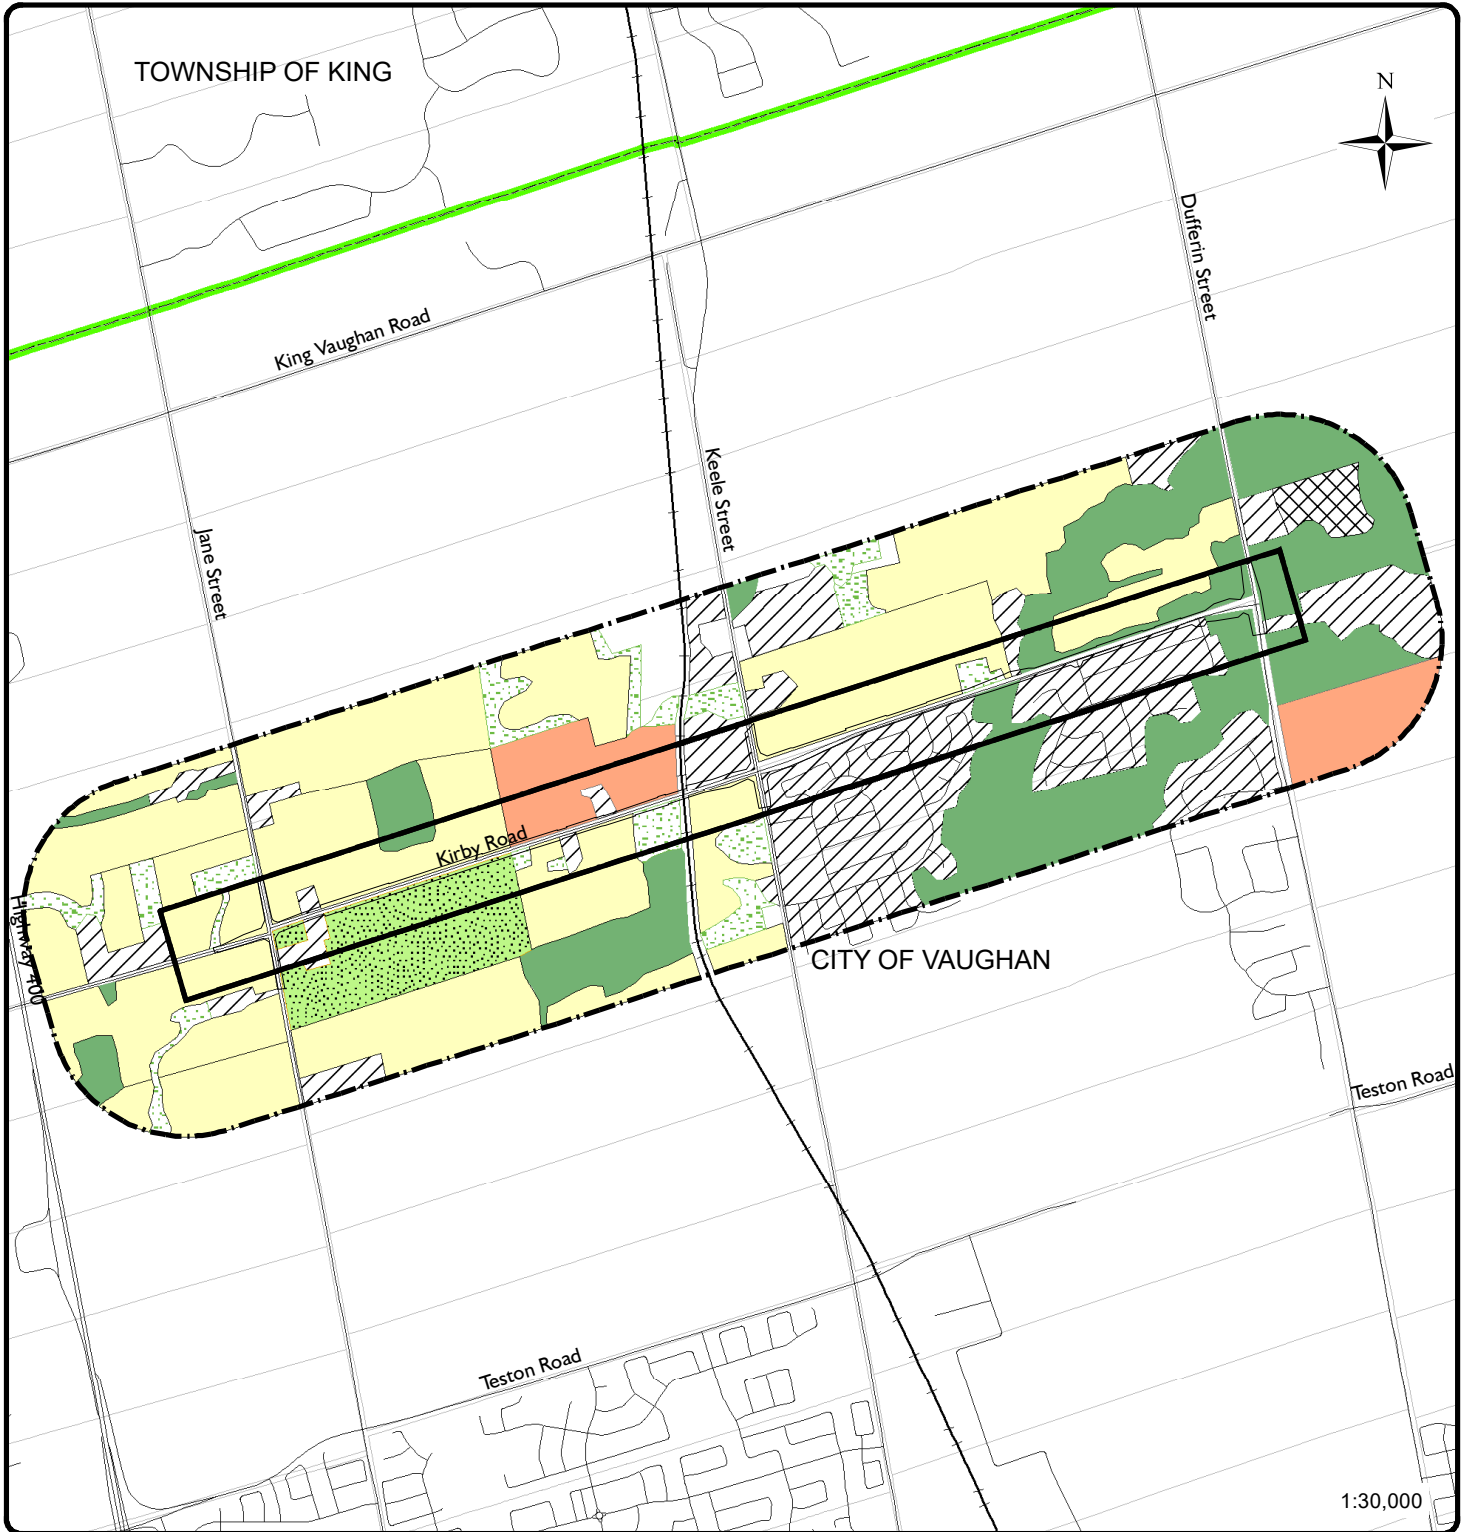 TOWNSHIP OF KING
N
Dufferin Street
King Vaughan Road
Keele Street
Jane Street
Kirby Road
Highway 400
CITY OF VAUGHAN
Teston Road
Teston Road
1:30,000